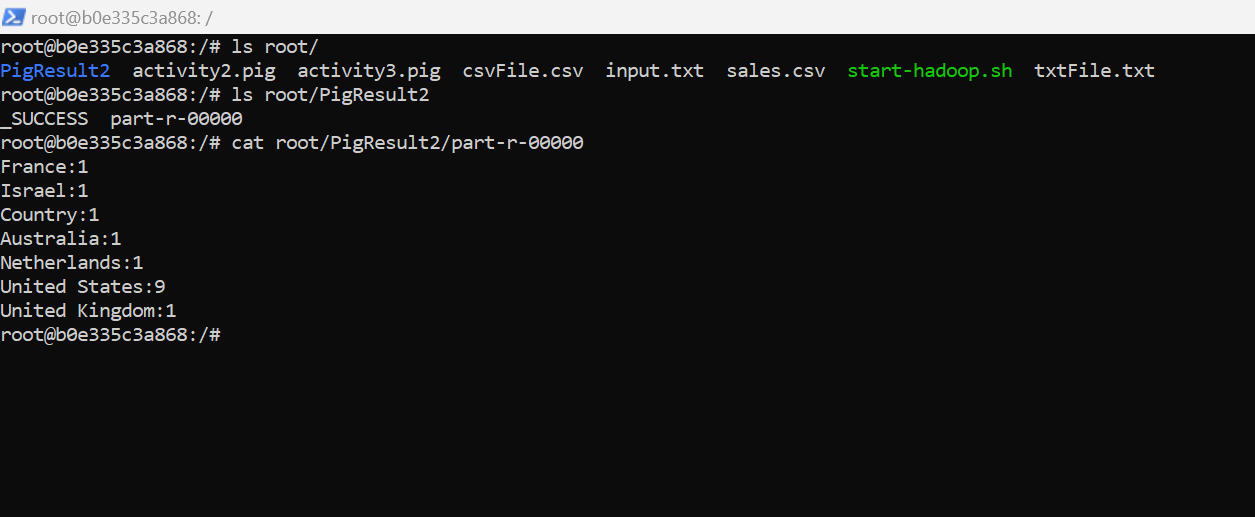 root@b0e335c3a868: /
root@b0e335c3a868:/# ls root/
PigResult2  activity2.pig  activity3.pig  csvFile.csv  input.txt  sales.csv  start-hadoop.sh  txtFile.txt
root@b0e335c3a868:/# ls root/PigResult2
_SUCCESS  part-r-00000
root@b0e335c3a868:/# cat root/PigResult2/part-r-00000
France:1
Israel:1
Country:1
Australia:1
Netherlands:1
United States:9
United Kingdom:1
root@b0e335c3a868:/#